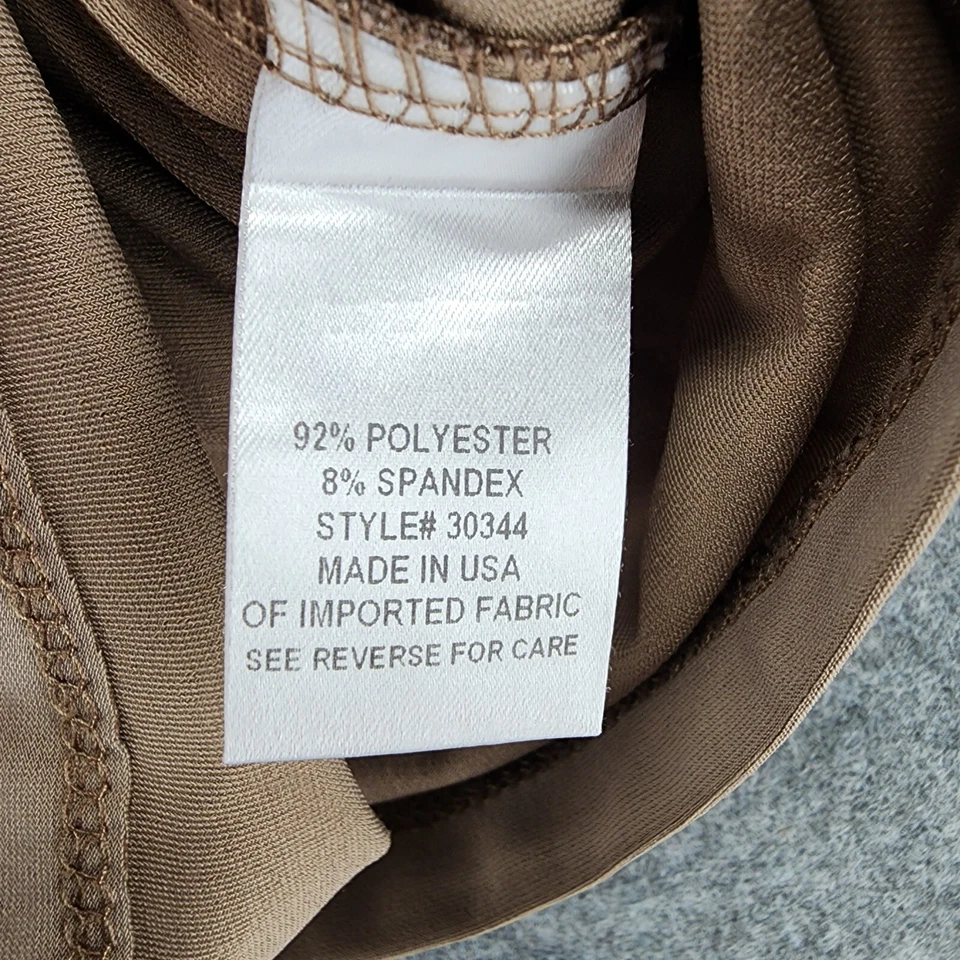 92% POLYESTER
8% SPANDEX
STYLE# 30344
MADE IN USA
OF IMPORTED FABRIC
SEE REVERSE FOR CARE